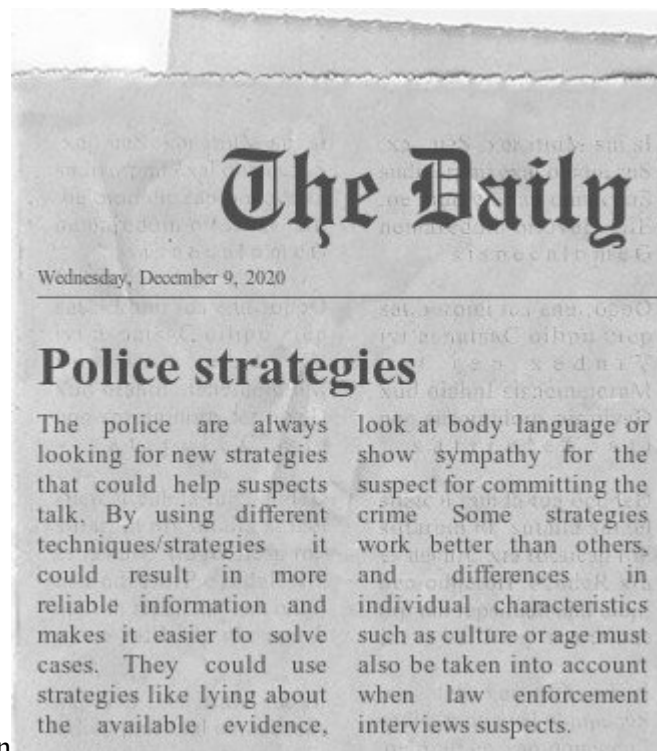 The Daily
Wednesday, December 9, 2020
Police strategies
The police are always
looking for new strategies
that could help suspects
talk. By using different
techniques/strategies it
could result in more
reliable information and
makes it easier to solve
cases. They could use
strategies like lying about
the available evidence,
look at body language or
show sympathy for the
suspect for committing the
crime Some strategies
work better than others,
and differences in
individual characteristics
such as culture or age must
also be taken into account
when law enforcement
interviews suspects.
n